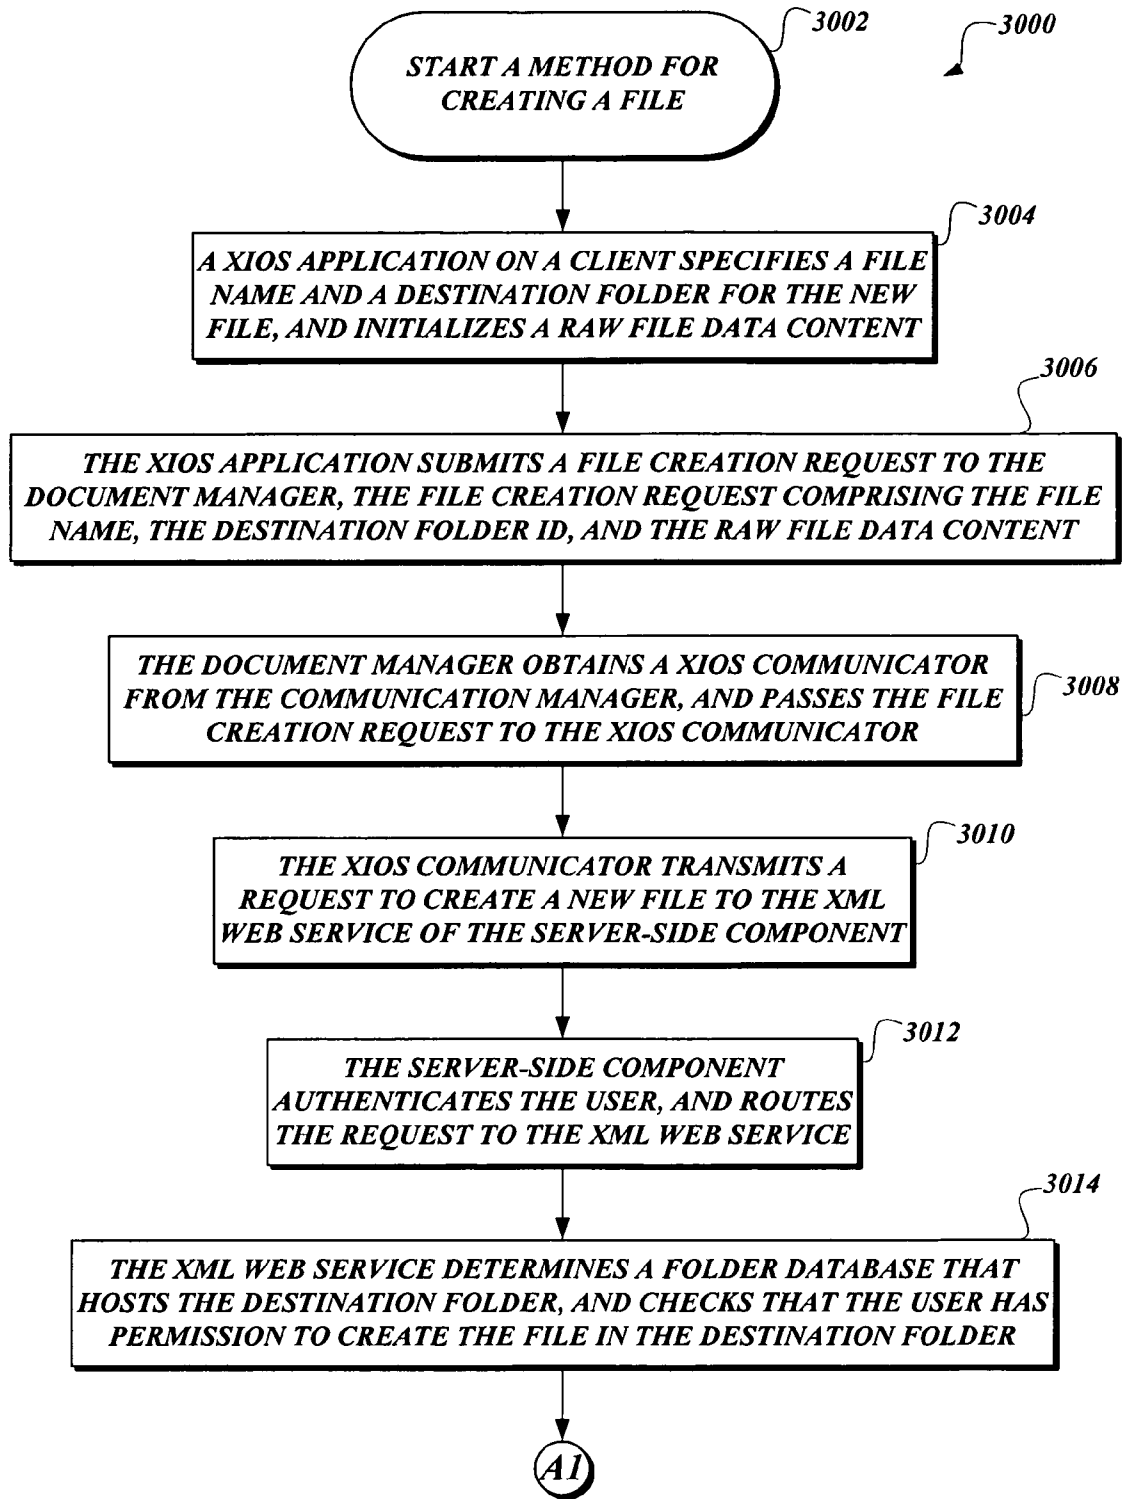 3002
3000
START A METHOD FOR
CREATING A FILE
3004
A XIOS APPLICATION ON A CLIENT SPECIFIES A FILE
NAME AND A DESTINATION FOLDER FOR THE NEW
FILE, AND INITIALIZES A RAW FILE DATA CONTENT
3006
THE XIOS APPLICATION SUBMITS A FILE CREATION REQUEST TO THE
DOCUMENT MANAGER, THE FILE CREATION REQUEST COMPRISING THE FILE
NAME, THE DESTINATION FOLDER ID, AND THE RAW FILE DATA CONTENT
THE DOCUMENT MANAGER OBTAINS A XIOS COMMUNICATOR
FROM THE COMMUNICATION MANAGER, AND PASSES THE FILE
CREATION REQUEST TO THE XIOS COMMUNICATOR
3008
3010
THE XIOS COMMUNICATOR TRANSMITS A
REQUEST TO CREATE A NEW FILE TO THE XML
WEB SERVICE OF THE SERVER-SIDE COMPONENT
3012
THE SERVER-SIDE COMPONENT
AUTHENTICATES THE USER, AND ROUTES
THE REQUEST TO THE XML WEB SERVICE
3014
THE XML WEB SERVICE DETERMINES A FOLDER DATABASE THAT
HOSTS THE DESTINATION FOLDER, AND CHECKS THAT THE USER HAS
PERMISSION TO CREATE THE FILE IN THE DESTINATION FOLDER
A1